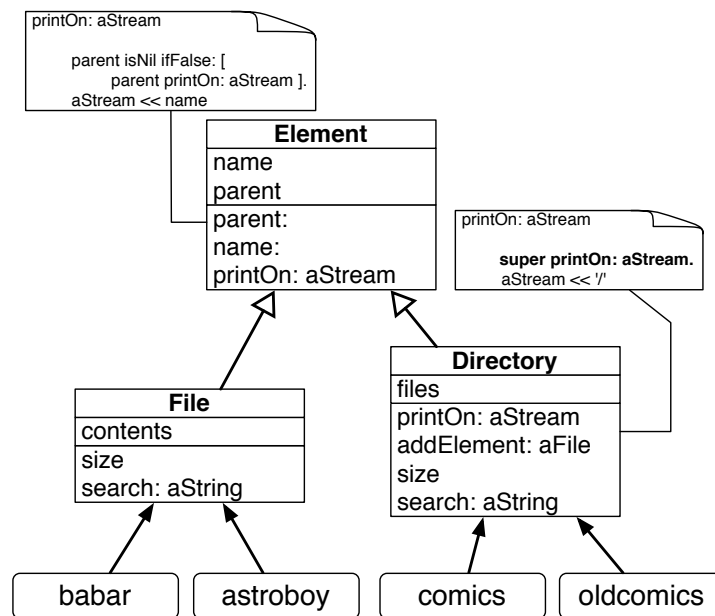 printOn: aStream
parent isNil ifFalse: [
parent printOn: aStream ].
aStream << name
Element
name
parent
parent:
name:
printOn: aStream
printOn: aStream
super printOn: aStream.
aStream << '/'
File
contents
size
search: aString
Directory
files
printOn: aStream
addElement: aFile
size
search: aString
babar
astroboy
comics
oldcomics